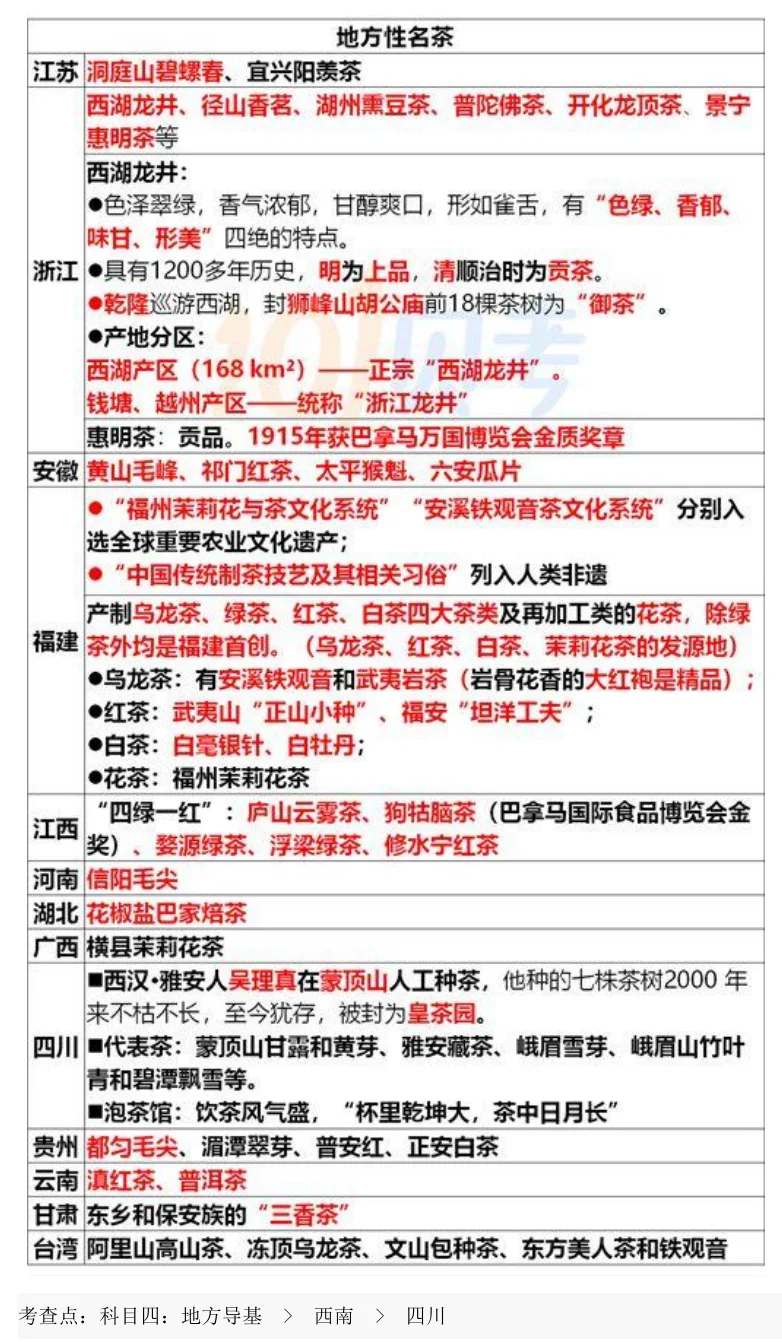 地方性名茶
江苏 洞庭山碧螺春、宜兴阳羡茶
西湖龙井、径山香茗、湖州熏豆茶、普陀佛茶、开化龙顶茶、景宁
惠明茶等
西湖龙井：
●色泽翠绿，香气浓郁，甘醇爽口，形如雀舌，有“色绿、香郁、
味甘、形美”四绝的特点。
浙江 ●具有1200多年历史，明为上品，清顺治时为贡茶。
●乾隆巡游西湖，封狮峰山胡公庙前18棵茶树为“御茶”。
●产地分区：
西湖产区（168 km²）——正宗“西湖龙井”。
钱塘、越州产区——统称“浙江龙井”
惠明茶：贡品。1915年获巴拿马万国博览会金质奖章
安徽 黄山毛峰、祁门红茶、太平猴魁、六安瓜片
●“福州茉莉花与茶文化系统”“安溪铁观音茶文化系统”分别入
选全球重要农业文化遗产；
●“中国传统制茶技艺及其相关习俗”列入人类非遗
产制乌龙茶、绿茶、红茶、白茶四大茶类及再加工类的花茶，除绿
福建 茶外均是福建首创。（乌龙茶、红茶、白茶、茉莉花茶的发源地）
●乌龙茶：有安溪铁观音和武夷岩茶（岩骨花香的大红袍是精品）；
●红茶：武夷山“正山小种”、福安“坦洋工夫”；
●白茶：白毫银针、白牡丹；
●花茶：福州茉莉花茶
江西 “四绿一红”：庐山云雾茶、狗牯脑茶（巴拿马国际食品博览会金
奖）、婺源绿茶、浮梁绿茶、修水宁红茶
河南 信阳毛尖
湖北 花椒盐巴家焙茶
广西 横县茉莉花茶
■西汉·雅安人吴理真在蒙顶山人工种茶，他种的七株茶树2000 年
来不枯不长，至今犹存，被封为皇茶园。
四川 ■代表茶：蒙顶山甘露和黄芽、雅安藏茶、峨眉雪芽、峨眉山竹叶
青和碧潭飘雪等。
■泡茶馆：饮茶风气盛，“杯里乾坤大，茶中日月长”
贵州 都匀毛尖、湄潭翠芽、普安红、正安白茶
云南 滇红茶、普洱茶
甘肃 东乡和保安族的“三香茶”
台湾 阿里山高山茶、冻顶乌龙茶、文山包种茶、东方美人茶和铁观音
考查点：科目四：地方导基 > 西南 > 四川